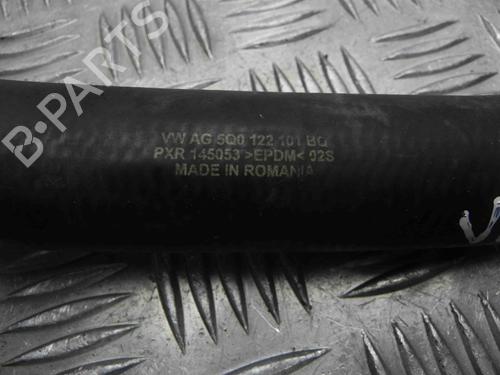 B-PARTS
VW AG 5Q0 122 101 BQ
PXR 145053 >EPDM< 02S
MADE IN ROMANIA